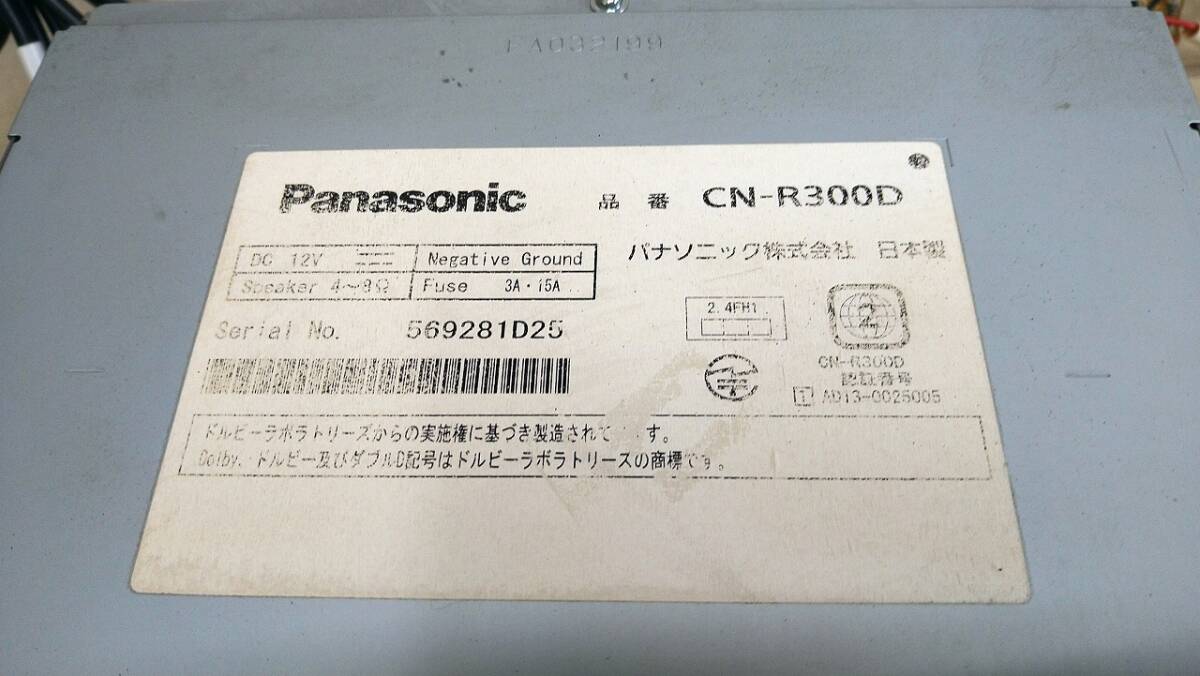 EA032199
Panasonic 品番 CN-R300D
DC 12V Negative Ground
パナソニック株式会社 日本製
Speaker 4～8Ω Fuse 3A・15A
2.4FH1
2
Serial No. 569281D25
CN-R300D
認証番号
T AD13-0025005
ドルビーラボラトリーズからの実施権に基づき製造されて す。
Dolby、ドルビー及びダブルD記号はドルビーラボラトリーズの商標です。